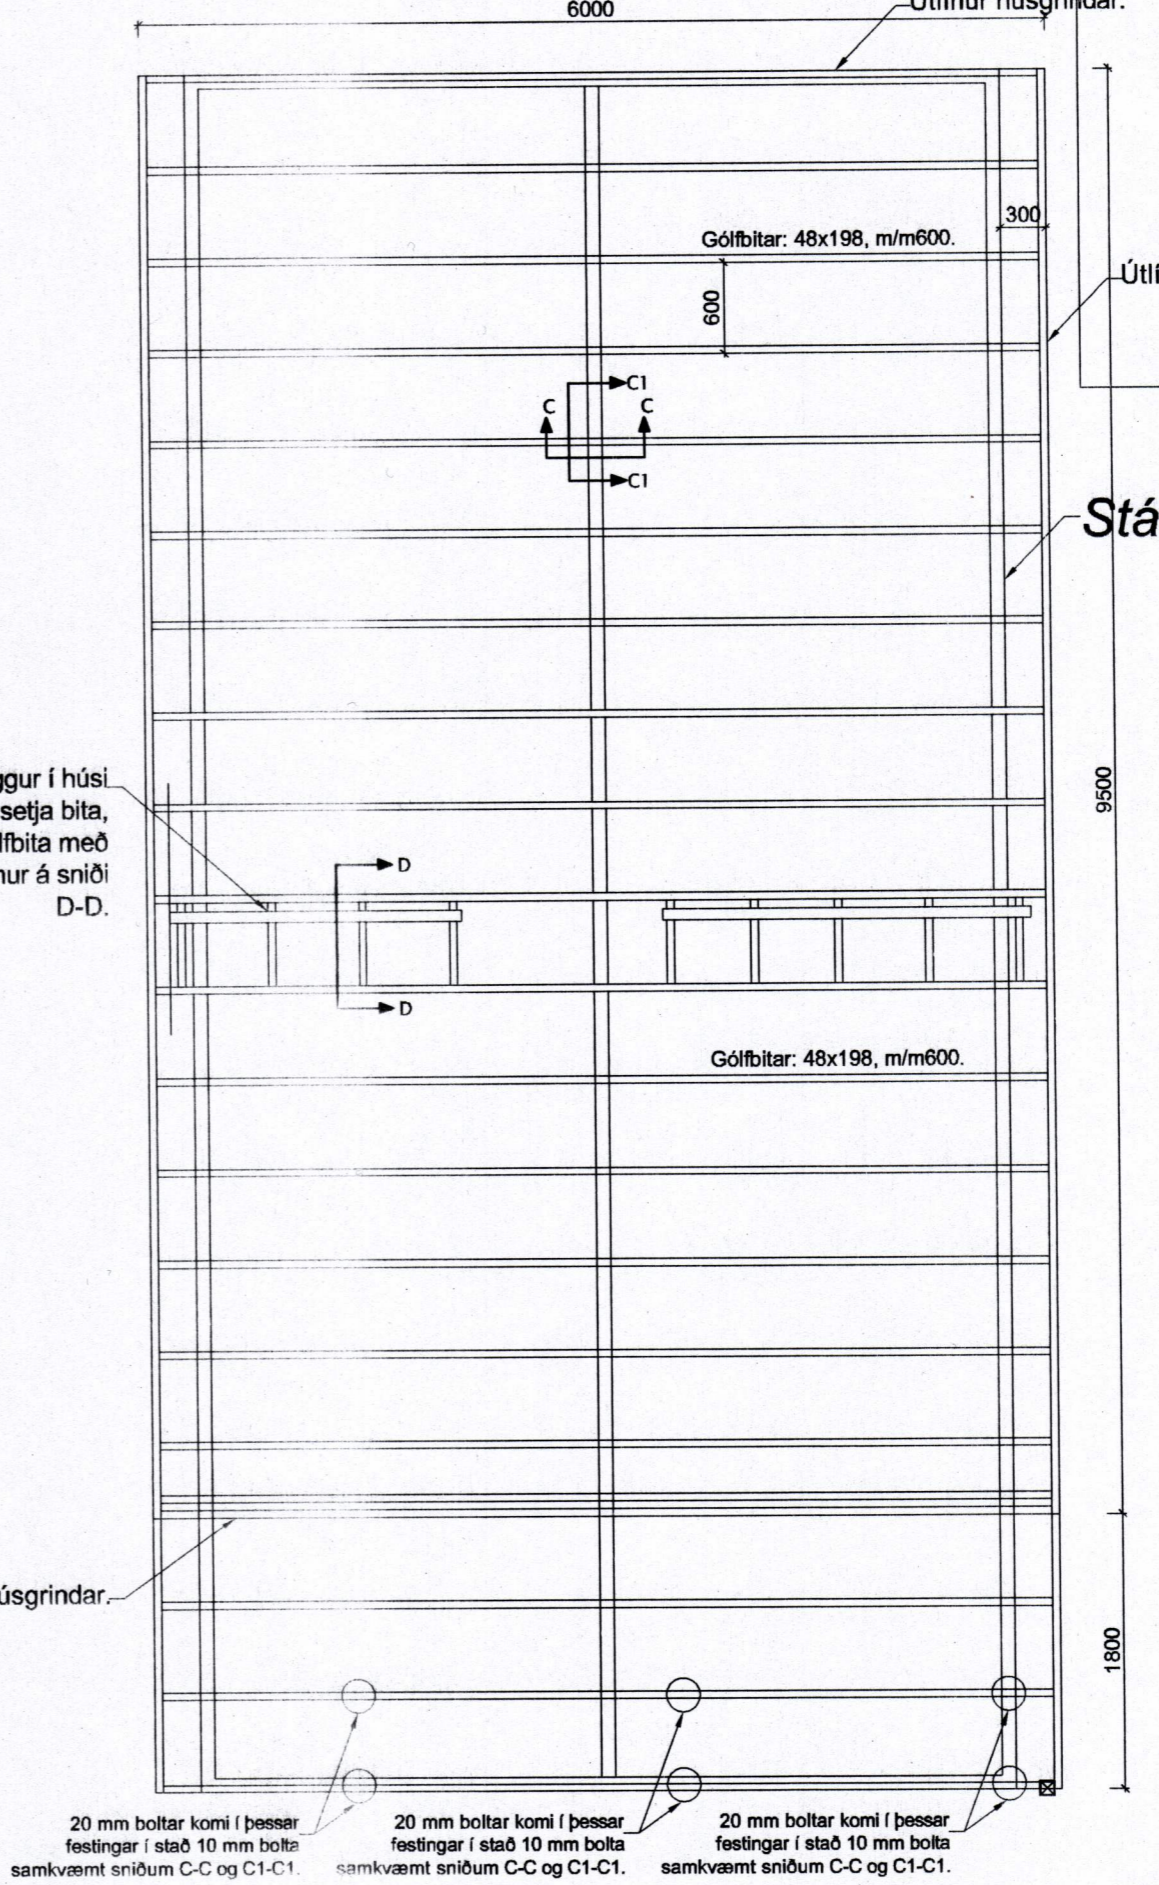 6000
Útlínur húsgrindar.
300
Gólfbitar: 48x198, m/m600.
600
Útlí
C1
C
C
C1
Stá
9500
ggur í húsi
setja bita,
lfbita með
nur á sniði
D-D.
D
D
Gólfbitar: 48x198, m/m600.
úsgrindar.
1800
20 mm boltar komi í þessar
festingar í stað 10 mm bolta
samkvæmt sniðum C-C og C1-C1.
20 mm boltar komi í þessar
festingar í stað 10 mm bolta
samkvæmt sniðum C-C og C1-C1.
20 mm boltar komi í þessar
festingar í stað 10 mm bolta
samkvæmt sniðum C-C og C1-C1.